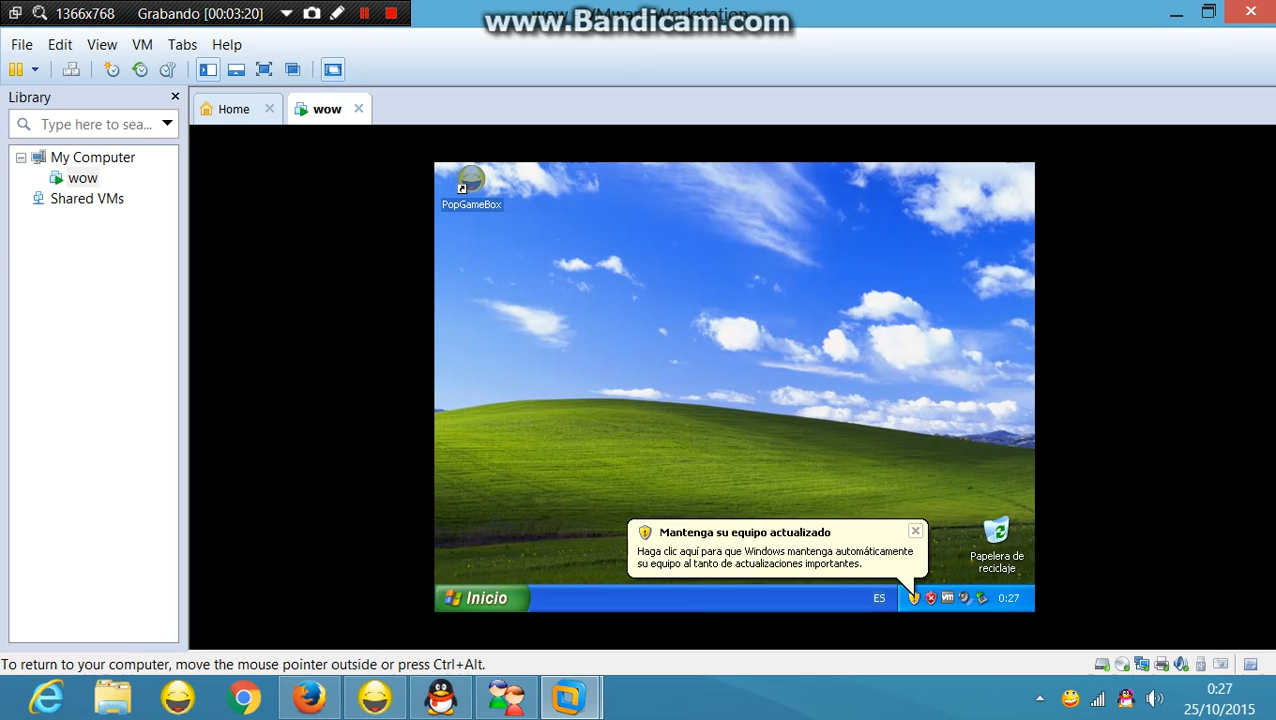 1366x768 Grabando [00:03:20]
www.Bandicam.com
File Edit View VM Tabs Help
Library
Home
wow
Type here to sea...
My Computer
wow
Shared VMs
PopGameBox
Mantenga su equipo actualizado
Haga clic aquí para que Windows mantenga automáticamente
su equipo al tanto de actualizaciones importantes.
Papelera de
reciclaje
Inicio
ES
0:27
To return to your computer, move the mouse pointer outside or press Ctrl+Alt.
0:27
25/10/2015